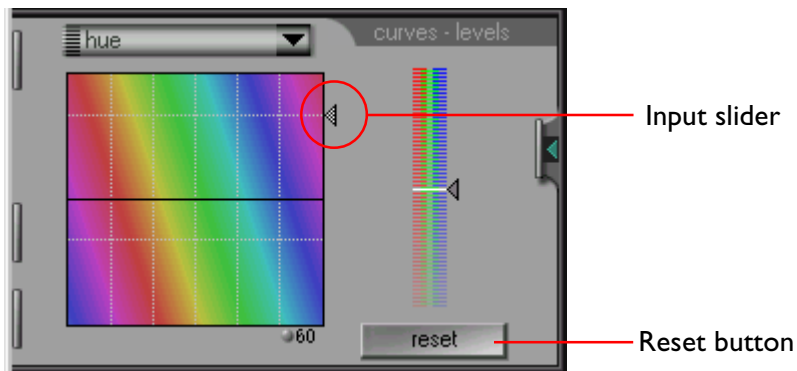 hue
curves - levels
Input slider
60
reset
Reset button